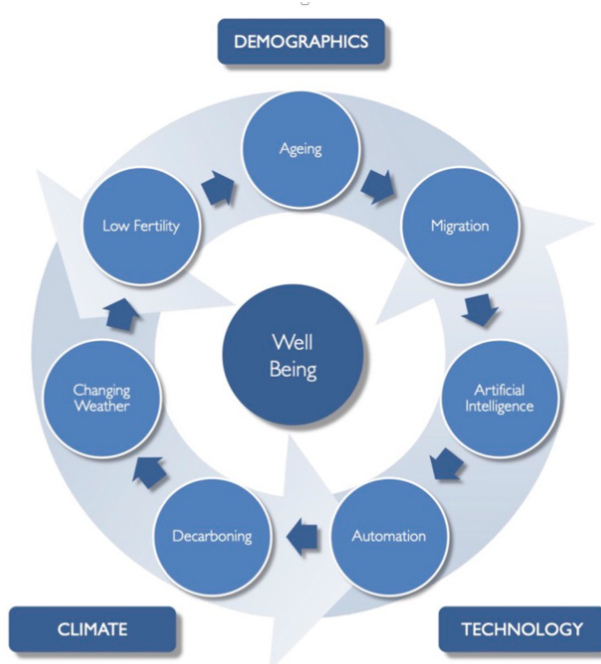 DEMOGRAPHICS
Ageing
Low Fertility
Migration
Well
Being
Changing
Weather
Artificial
Intelligence
Decarboning
Automation
CLIMATE
TECHNOLOGY